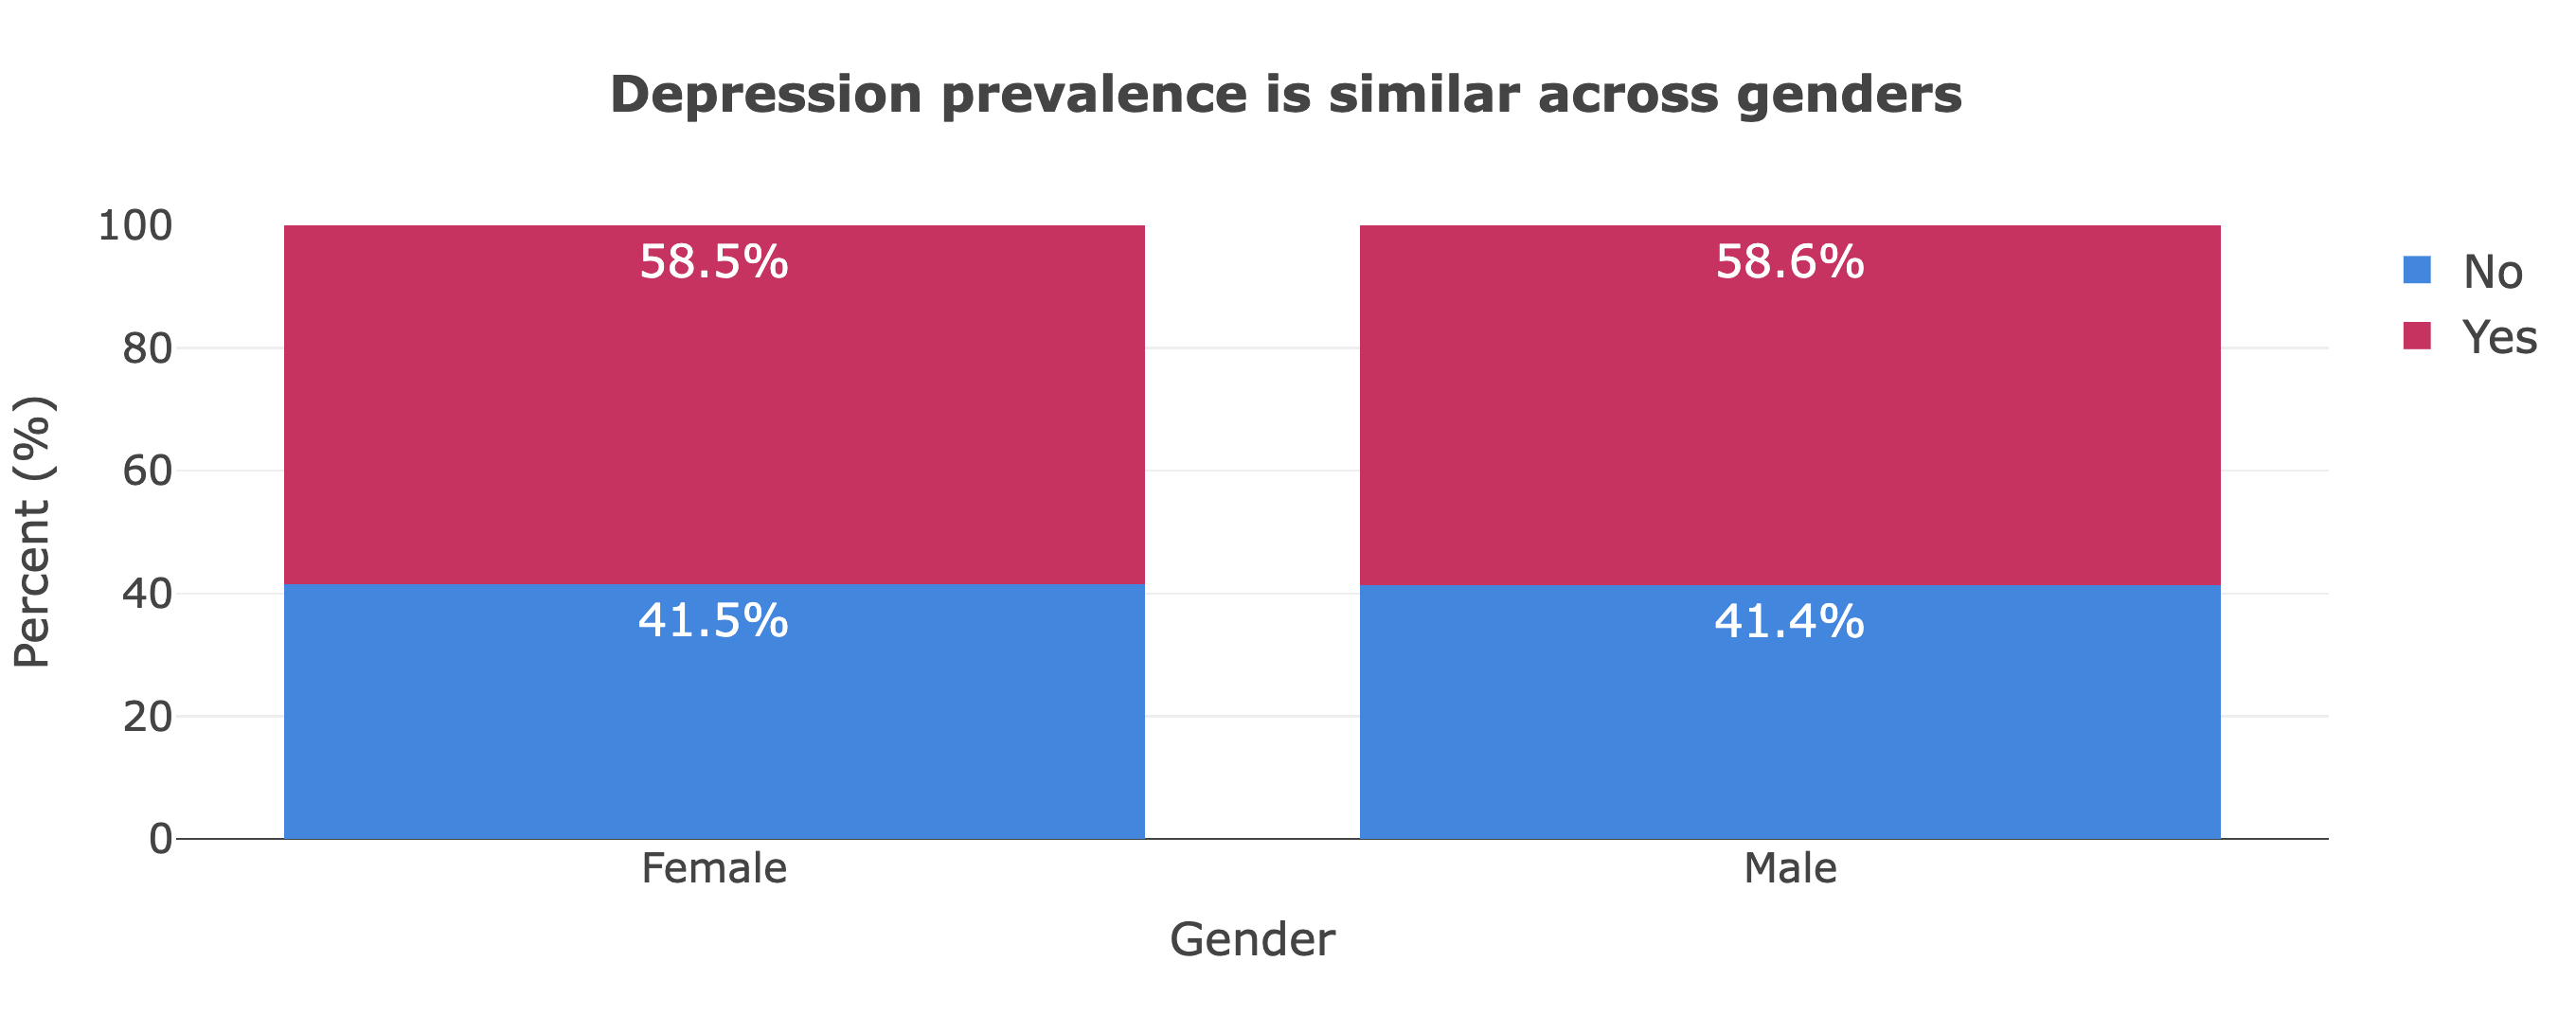 Depression prevalence is similar across genders
100
80
60
40
20
0
Percent (%)
58.5%
58.6%
41.5%
41.4%
Female
Male
Gender
No
Yes